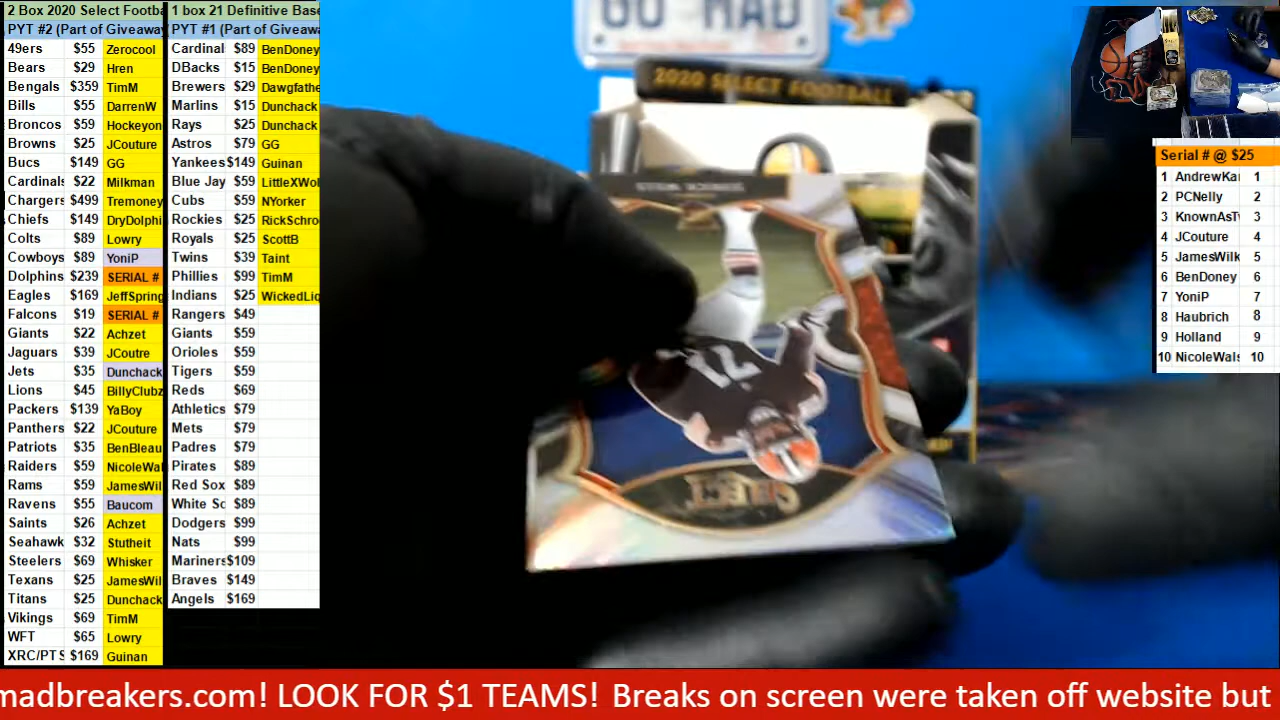 2 Box 2020 Select Footba
PYT #2 (Part of Giveaway
49ers $55 Zerocool
Bears $29 Hren
Bengals $359 TimM
Bills $55 DarrenW
Broncos $59 Hockeyon
Browns $25 JCouture
Bucs $149 GG
Cardinals $22 Milkman
Chargers $499 Tremoney
Chiefs $149 DryDolphi
Colts $89 Lowry
Cowboys $89 YoniP
Dolphins $239 SERIAL #
Eagles $169 JeffSpring
Falcons $19 SERIAL #
Giants $22 Achzet
Jaguars $39 JCoutre
Jets $35 Dunchack
Lions $45 BillyClubz
Packers $139 YaBoy
Panthers $22 JCouture
Patriots $35 BenBleau
Raiders $59 NicoleWal
Rams $59 JamesWil
Ravens $55 Baucom
Saints $26 Achzet
Seahawk $32 Stutheit
Steelers $69 Whisker
Texans $25 JamesWil
Titans $25 Dunchack
Vikings $69 TimM
WFT $65 Lowry
XRC/PTS $169 Guinan
1 box 21 Definitive Base
PYT #1 (Part of Giveawa
Cardinal $89 BenDoney
DBacks $15 BenDoney
Brewers $29 Dawgfathe
Marlins $15 Dunchack
Rays $25 Dunchack
Astros $79 GG
Yankees $149 Guinan
Blue Jay $59 LittleXWol
Cubs $59 NYorker
Rockies $25 RickSchro
Royals $25 ScottB
Twins $39 Taint
Phillies $99 TimM
Indians $25 WickedLiq
Rangers $49
Giants $59
Orioles $59
Tigers $59
Reds $69
Athletics $79
Mets $79
Padres $79
Pirates $89
Red Sox $89
White So $89
Dodgers $99
Nats $99
Mariners $109
Braves $149
Angels $169
GO MAD
2020 SELECT FOOTBALL
SELECT
Serial # @ $25
1 AndrewKar 1
2 PCNelly 2
3 KnownAsTw 3
4 JCouture 4
5 JamesWilk 5
6 BenDoney 6
7 YoniP 7
8 Haubrich 8
9 Holland 9
10 NicoleWals 10
madbreakers.com! LOOK FOR $1 TEAMS! Breaks on screen were taken off website but